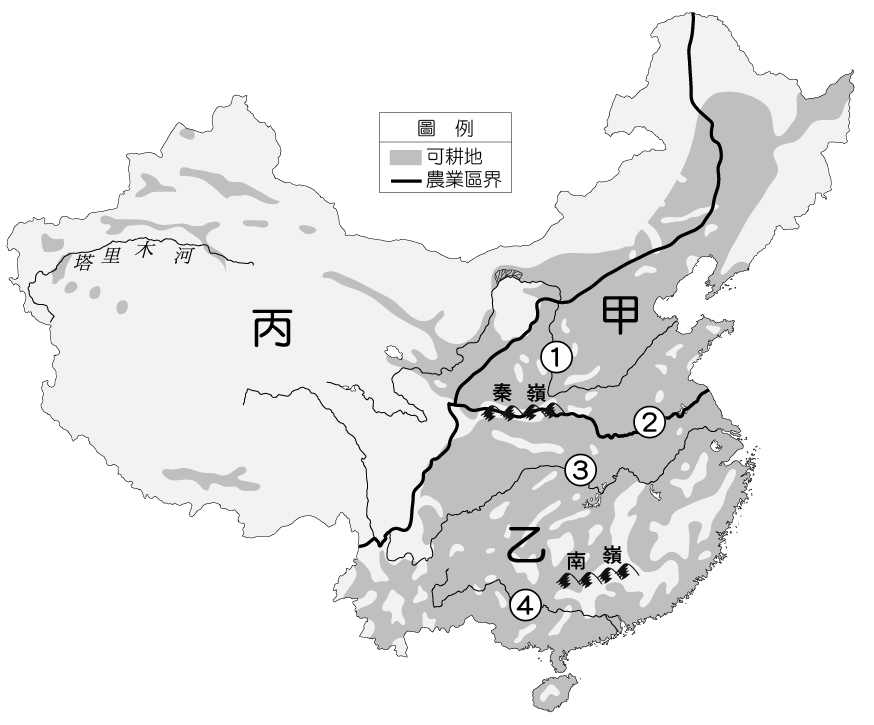 圖 例
可耕地
農業區界
塔里木河
丙
甲
①
秦嶺
②
③
乙
南嶺
④